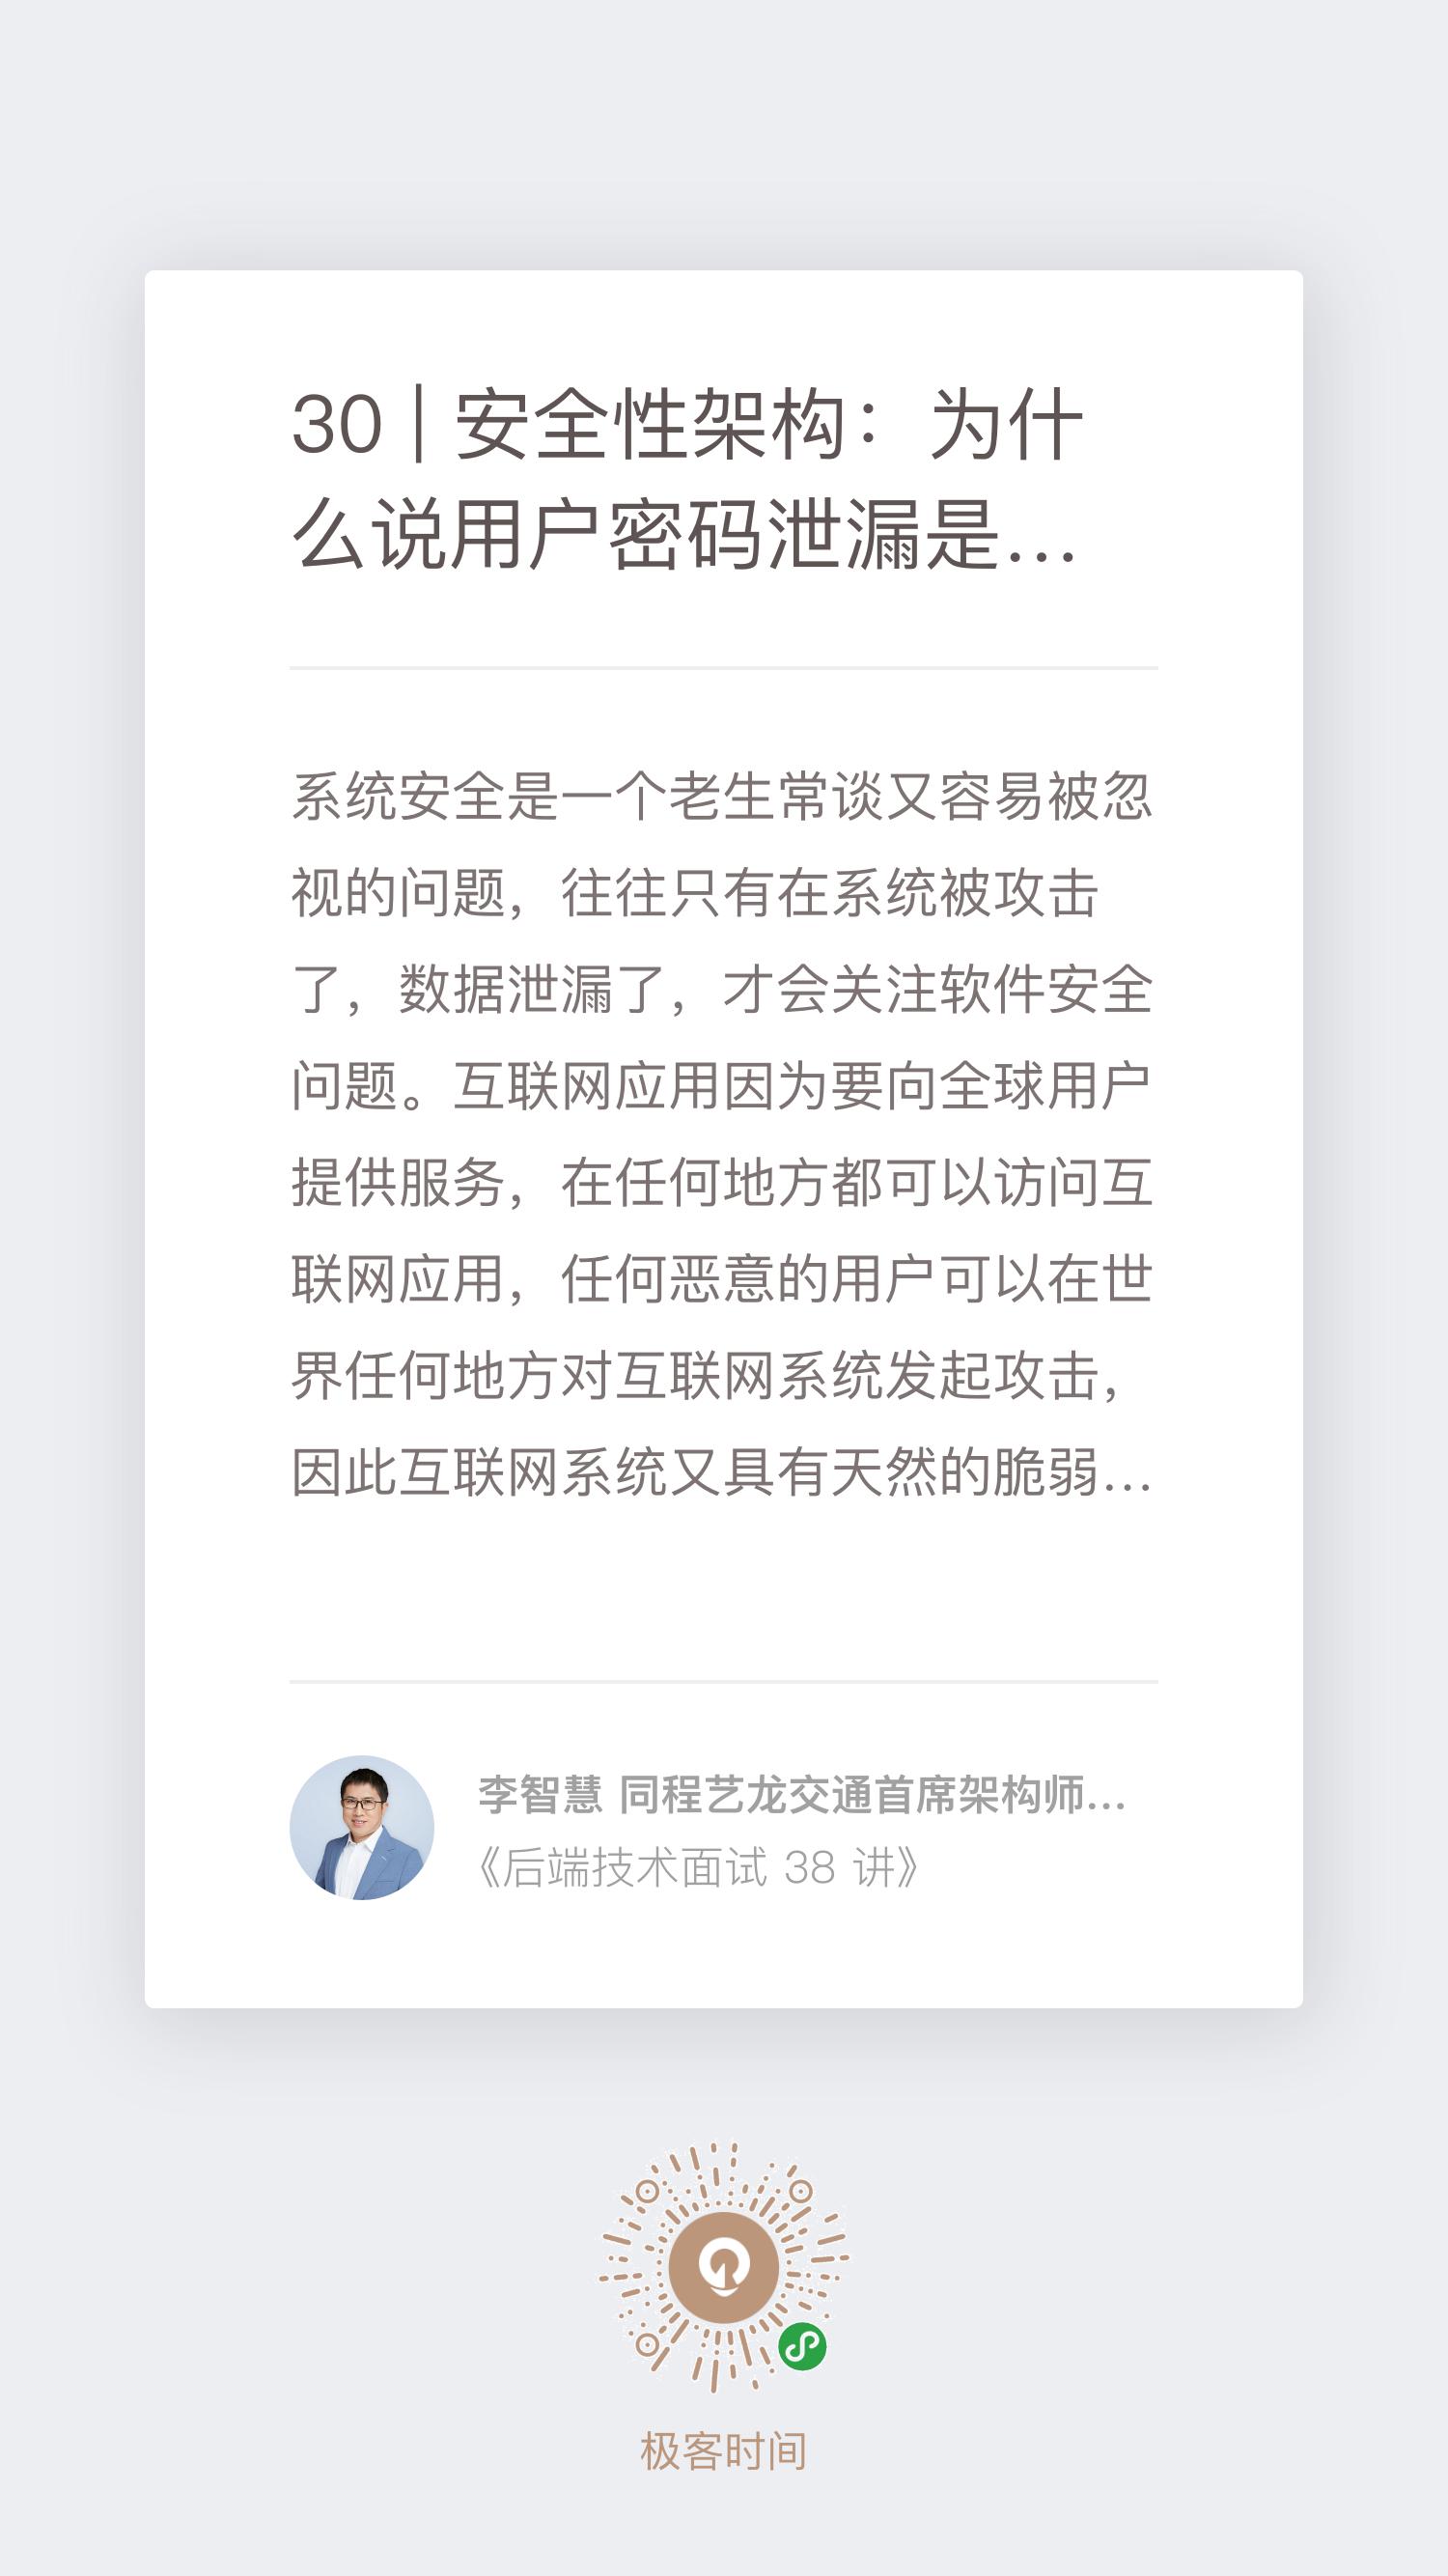 30 | 安全性架构：为什
么说用户密码泄漏是…
系统安全是一个老生常谈又容易被忽
视的问题，往往只有在系统被攻击
了，数据泄漏了，才会关注软件安全
问题。互联网应用因为要向全球用户
提供服务，在任何地方都可以访问互
联网应用，任何恶意的用户可以在世
界任何地方对互联网系统发起攻击，
因此互联网系统又具有天然的脆弱…
李智慧 同程艺龙交通首席架构师…
《后端技术面试 38 讲》
极客时间